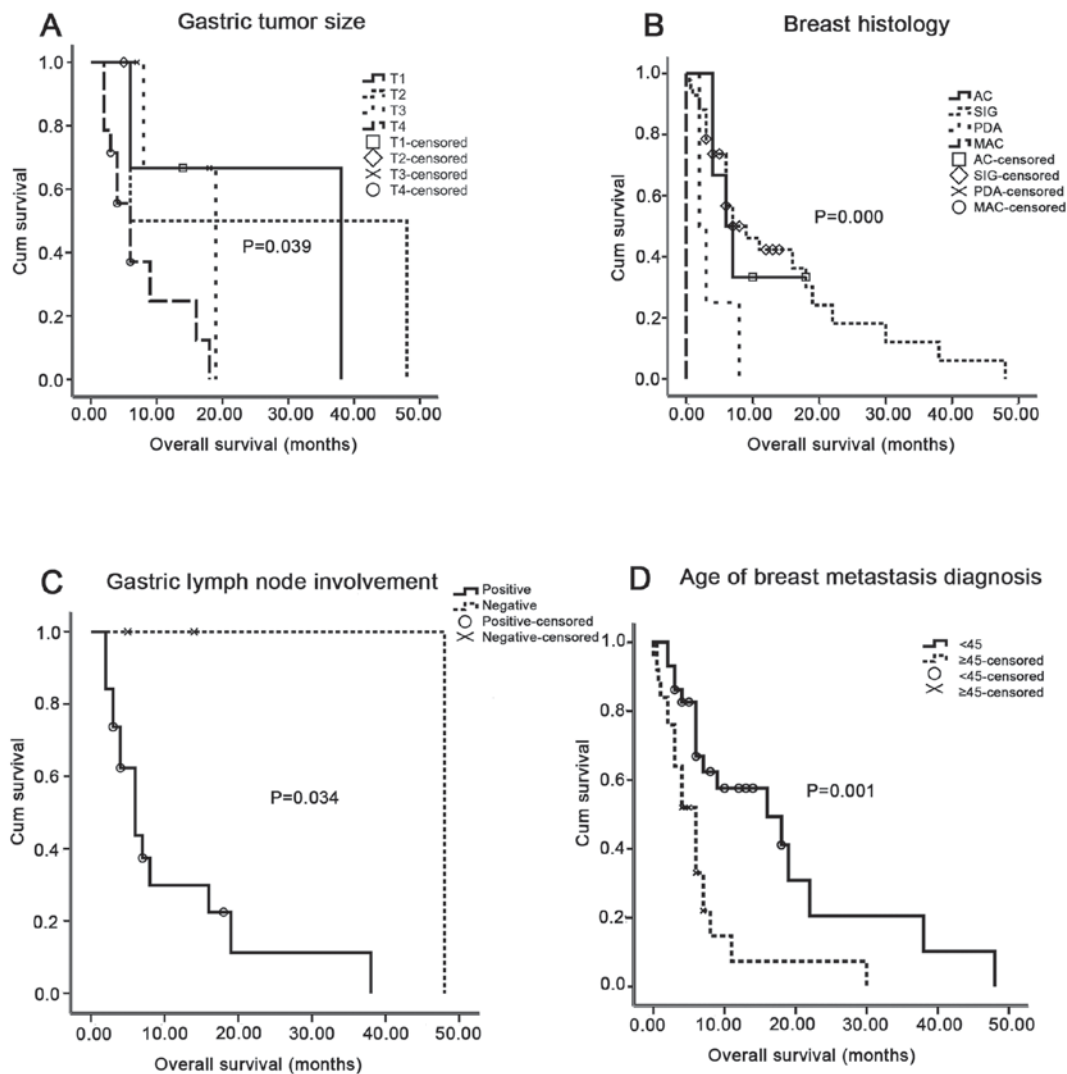 A
Gastric tumor size
T1
T2
T3
T4
T1-censored
T2-censored
T3-censored
T4-censored
P=0.039
Cum survival
1.0
0.8
0.6
0.4
0.2
0.0
0.00 10.00 20.00 30.00 40.00 50.00
Overall survival (months)
B
Breast histology
AC
SIG
PDA
MAC
AC-censored
SIG-censored
PDA-censored
MAC-censored
P=0.000
Cum survival
1.0
0.8
0.6
0.4
0.2
0.0
0.00 10.00 20.00 30.00 40.00 50.00
Overall survival (months)
C
Gastric lymph node involvement
Positive
Negative
Positive-censored
Negative-censored
P=0.034
Cum survival
1.0
0.8
0.6
0.4
0.2
0.0
0.00 10.00 20.00 30.00 40.00 50.00
Overall survival (months)
D
Age of breast metastasis diagnosis
<45
≥45-censored
<45-censored
≥45-censored
P=0.001
Cum survival
1.0
0.8
0.6
0.4
0.2
0.0
0.00 10.00 20.00 30.00 40.00 50.00
Overall survival (months)